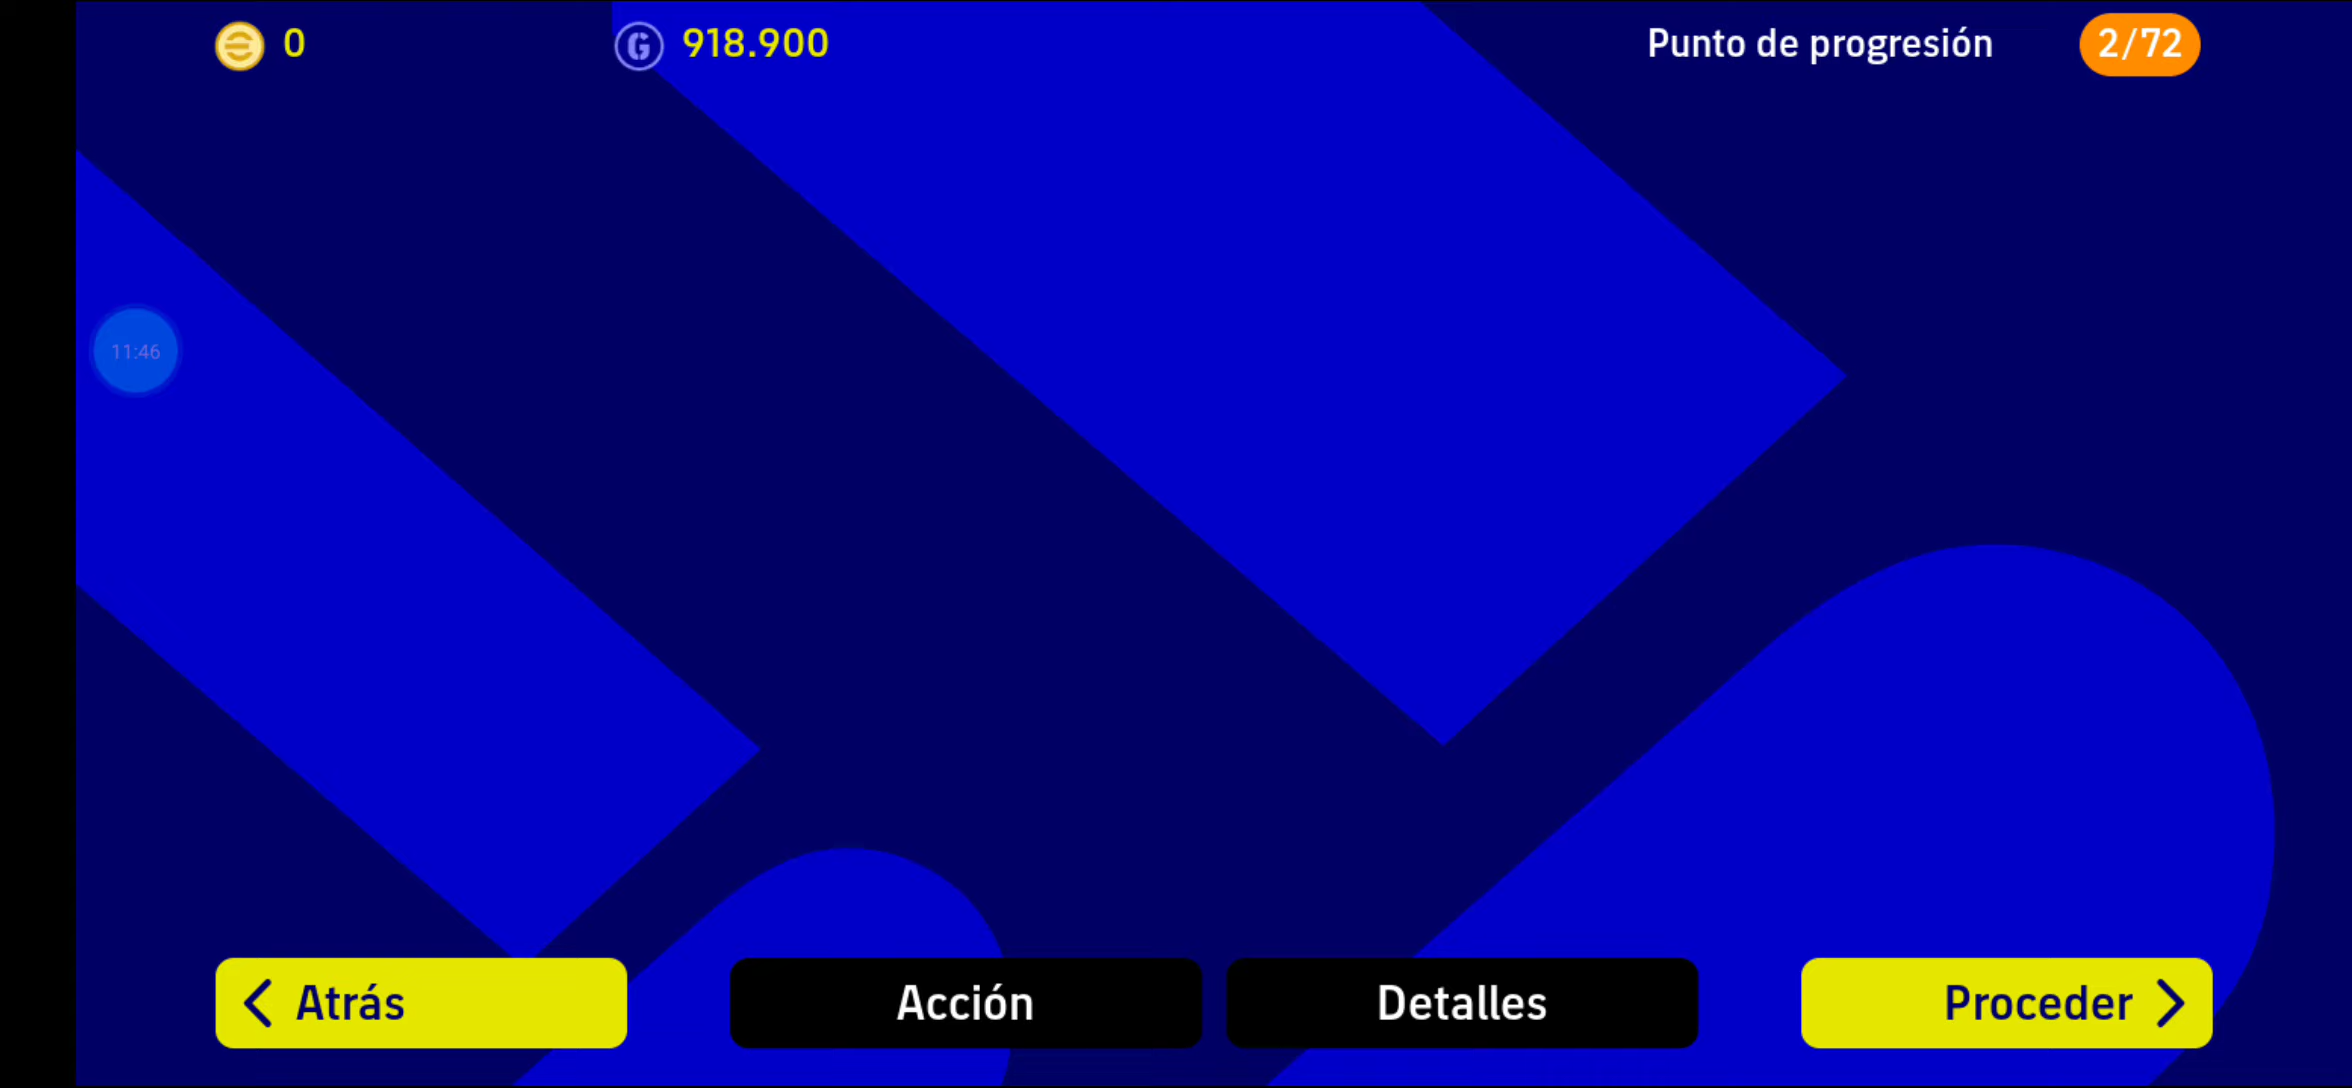 0
918.900
Punto de progresión
2/72
11:46
Atrás
Acción
Detalles
Proceder